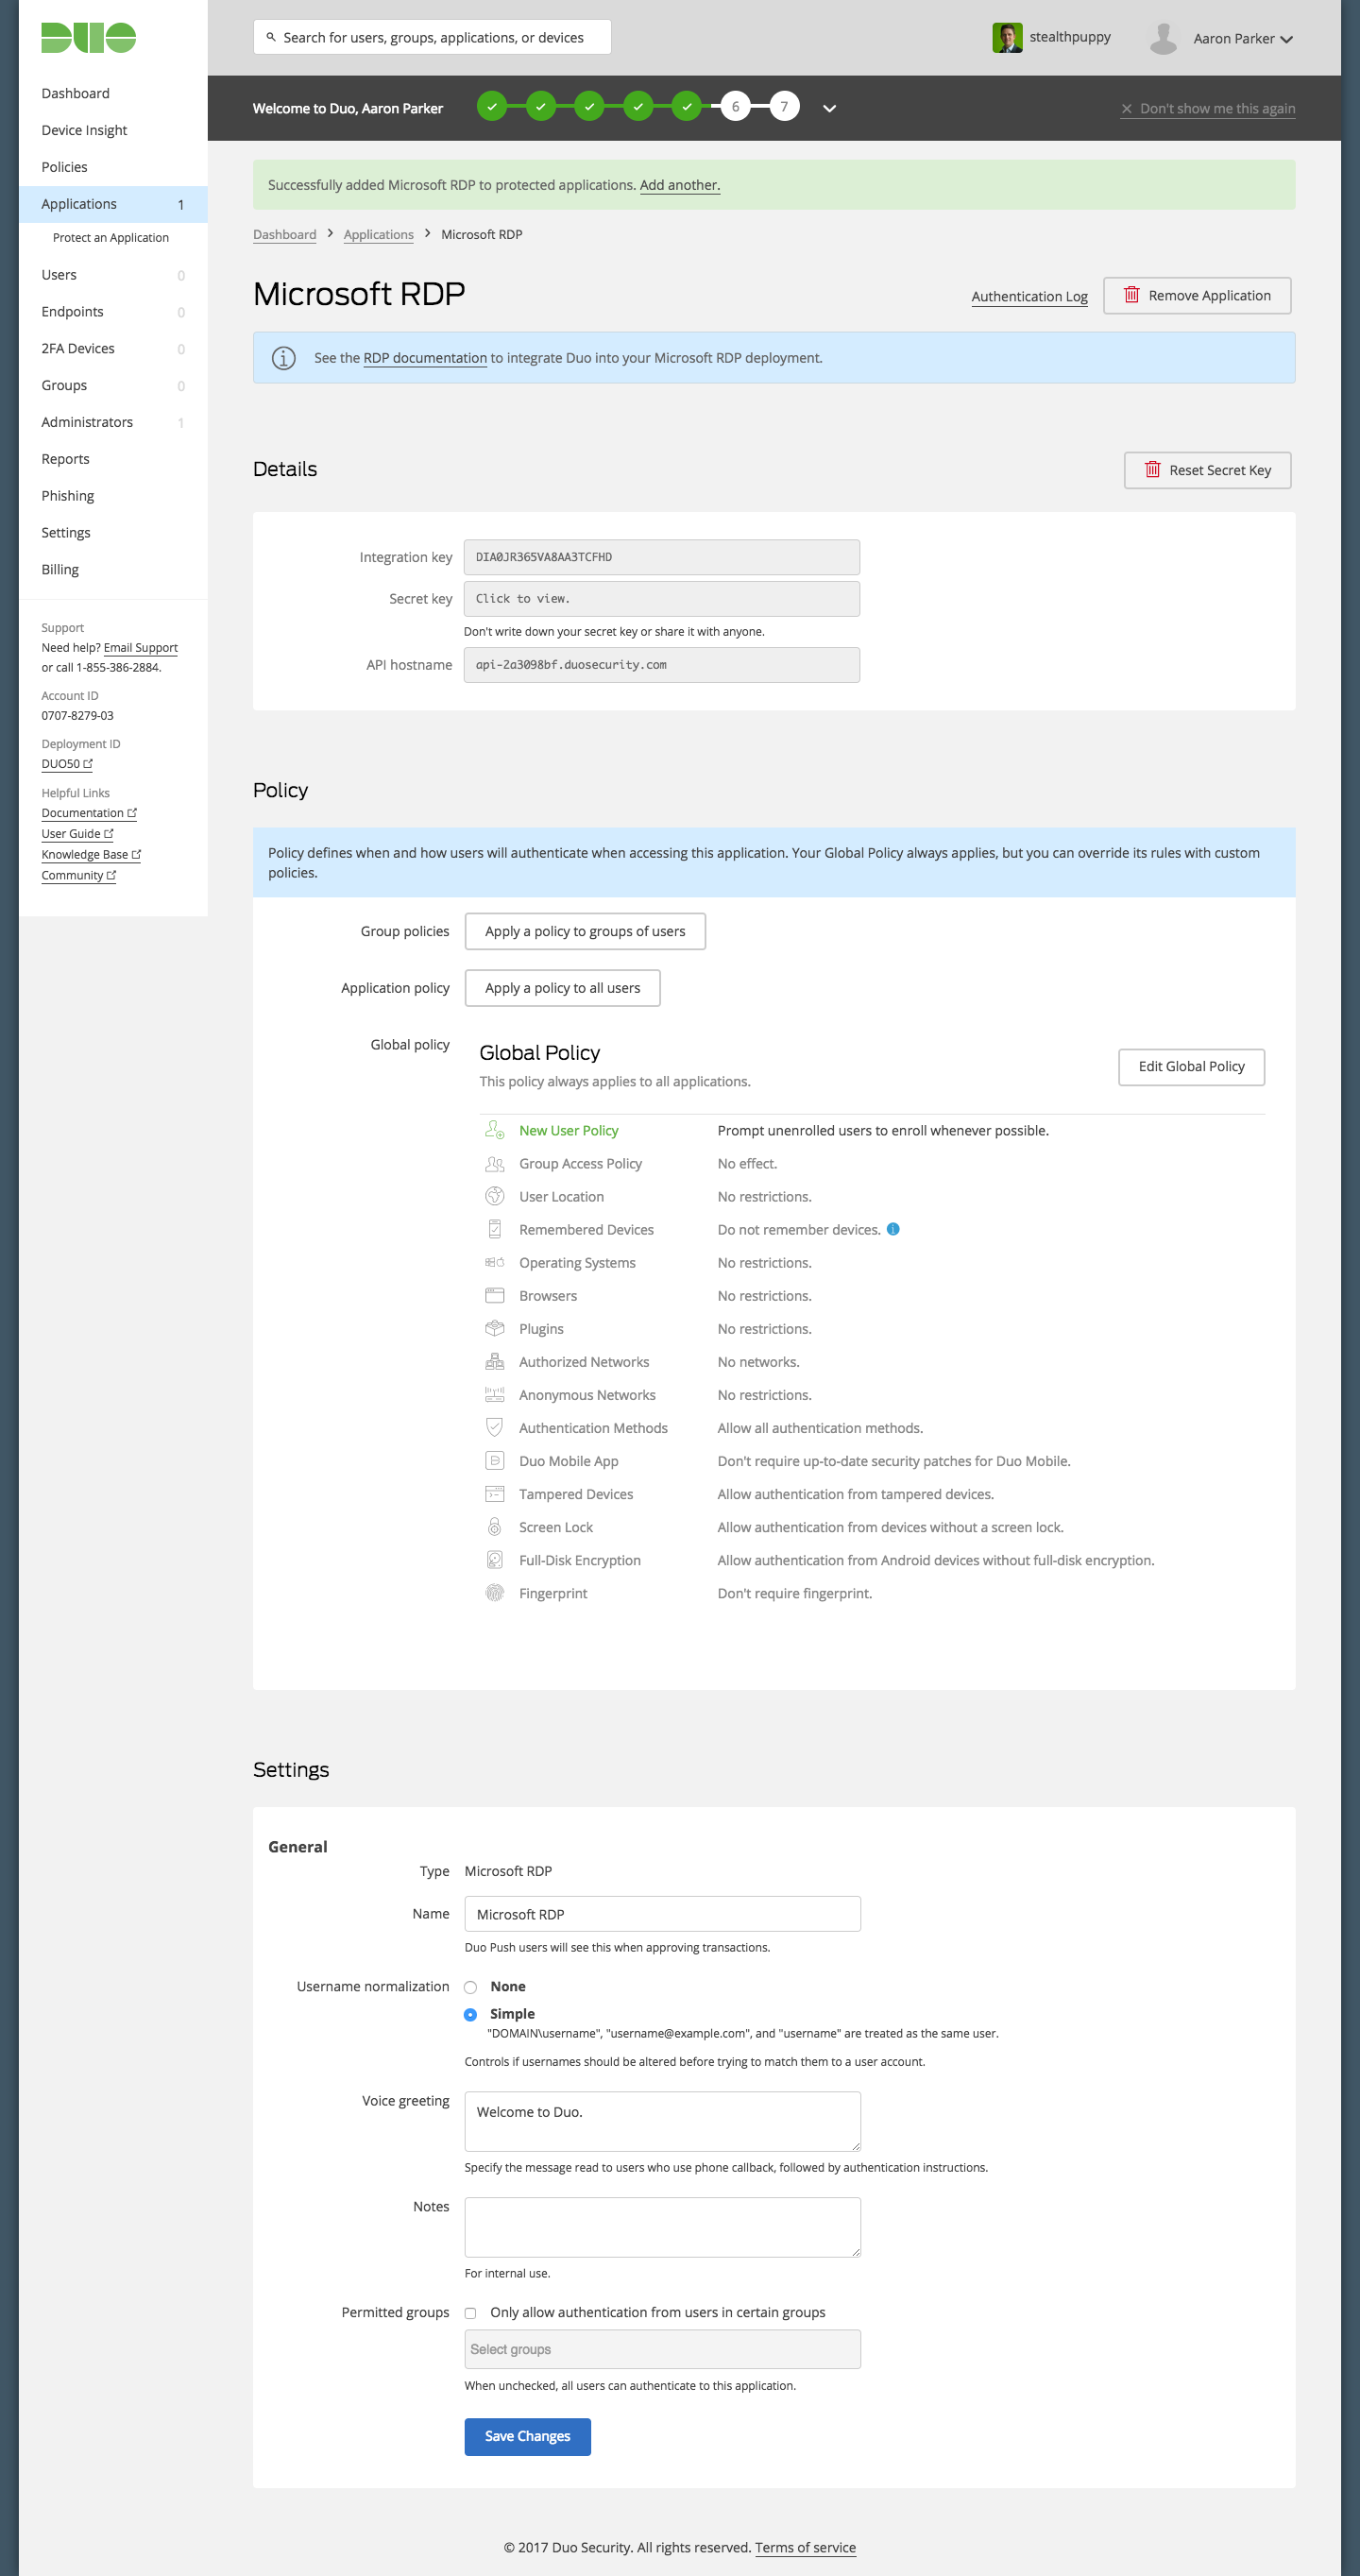 DUO
Search for users, groups, applications, or devices
stealthpuppy
Aaron Parker
Dashboard
Device Insight
Policies
Applications 1
Protect an Application
Users 0
Endpoints 0
2FA Devices 0
Groups 0
Administrators 1
Reports
Phishing
Settings
Billing
Support
Need help? Email Support
or call 1-855-386-2884.
Account ID
0707-8279-03
Deployment ID
DUO50
Helpful Links
Documentation
User Guide
Knowledge Base
Community
Welcome to Duo, Aaron Parker 6 7
Don't show me this again
Successfully added Microsoft RDP to protected applications. Add another.
Dashboard > Applications > Microsoft RDP
Microsoft RDP
Authentication Log
Remove Application
See the RDP documentation to integrate Duo into your Microsoft RDP deployment.
Details
Reset Secret Key
Integration key DIA0JR365VA8AA3TCFHD
Secret key Click to view.
Don't write down your secret key or share it with anyone.
API hostname api-2a3098bf.duosecurity.com
Policy
Policy defines when and how users will authenticate when accessing this application. Your Global Policy always applies, but you can override its rules with custom
policies.
Group policies Apply a policy to groups of users
Application policy Apply a policy to all users
Global policy Global Policy
This policy always applies to all applications.
Edit Global Policy
New User Policy Prompt unenrolled users to enroll whenever possible.
Group Access Policy No effect.
User Location No restrictions.
Remembered Devices Do not remember devices.
Operating Systems No restrictions.
Browsers No restrictions.
Plugins No restrictions.
Authorized Networks No networks.
Anonymous Networks No restrictions.
Authentication Methods Allow all authentication methods.
Duo Mobile App Don't require up-to-date security patches for Duo Mobile.
Tampered Devices Allow authentication from tampered devices.
Screen Lock Allow authentication from devices without a screen lock.
Full-Disk Encryption Allow authentication from Android devices without full-disk encryption.
Fingerprint Don't require fingerprint.
Settings
General
Type Microsoft RDP
Name Microsoft RDP
Duo Push users will see this when approving transactions.
Username normalization None
Simple
"DOMAIN\username", "username@example.com", and "username" are treated as the same user.
Controls if usernames should be altered before trying to match them to a user account.
Voice greeting Welcome to Duo.
Specify the message read to users who use phone callback, followed by authentication instructions.
Notes
For internal use.
Permitted groups Only allow authentication from users in certain groups
Select groups
When unchecked, all users can authenticate to this application.
Save Changes
© 2017 Duo Security. All rights reserved. Terms of service